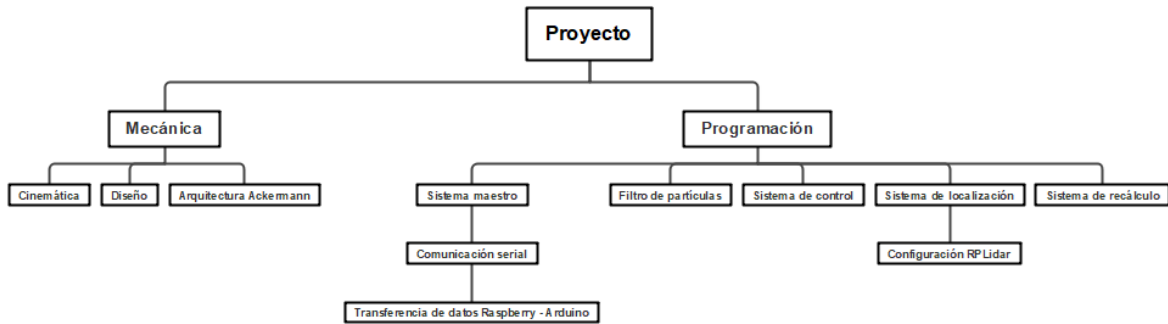 Proyecto
Mecánica
Programación
Cinemática
Diseño
Arquitectura Ackermann
Sistema maestro
Filtro de partículas
Sistema de control
Sistema de localización
Sistema de recálculo
Comunicación serial
Configuración RPLidar
Transferencia de datos Raspberry - Arduino